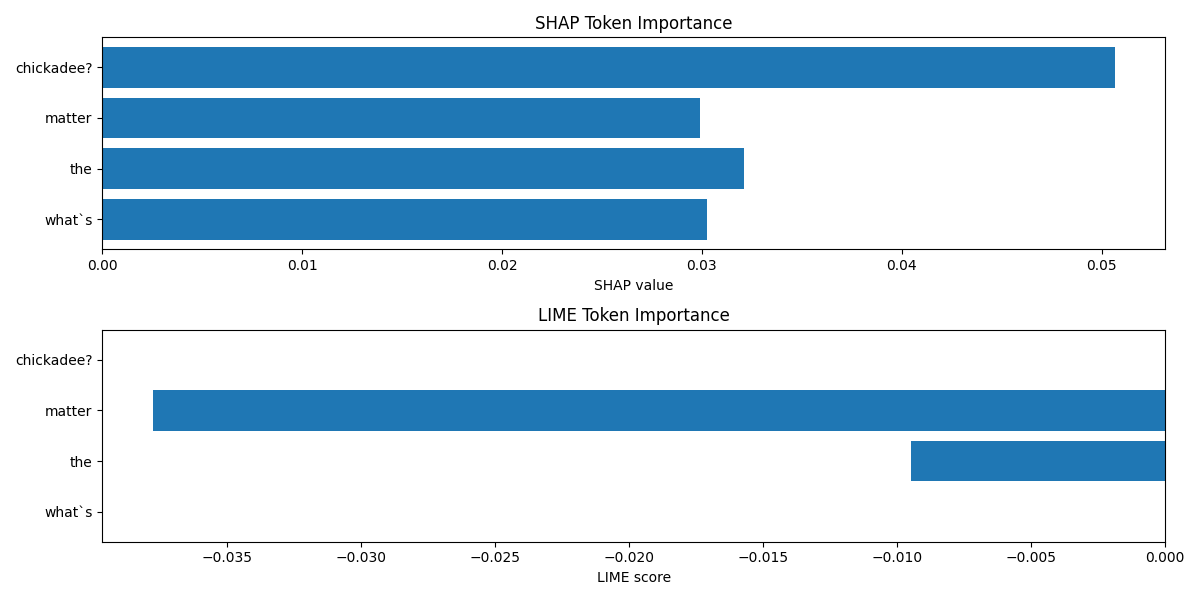 SHAP Token Importance
chickadee?
matter
the
what`s
0.00 0.01 0.02 0.03 0.04 0.05
SHAP value
LIME Token Importance
chickadee?
matter
the
what`s
−0.035 −0.030 −0.025 −0.020 −0.015 −0.010 −0.005 0.000
LIME score